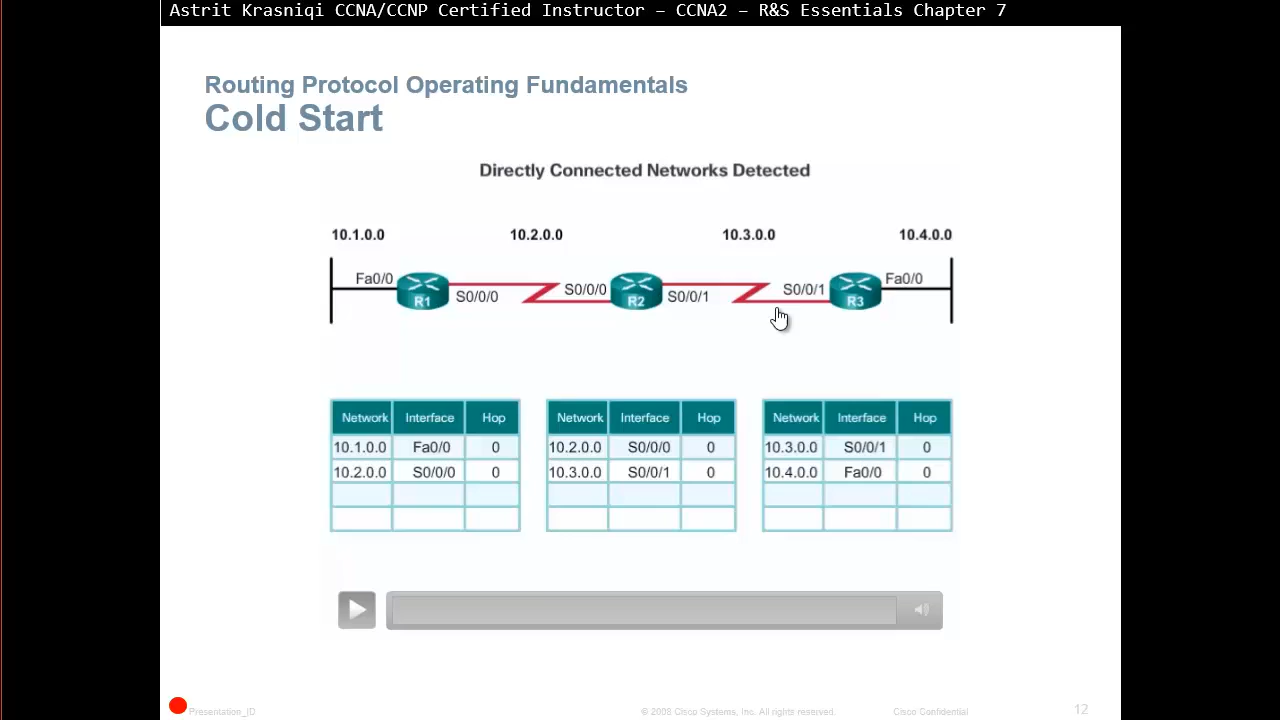 Astrit Krasniqi CCNA/CCNP Certified Instructor – CCNA2 – R&S Essentials Chapter 7
Routing Protocol Operating Fundamentals
Cold Start
Directly Connected Networks Detected
10.1.0.0 10.2.0.0 10.3.0.0 10.4.0.0
Fa0/0 R1 S0/0/0 S0/0/0 R2 S0/0/1 S0/0/1 R3 Fa0/0
Network Interface Hop Network Interface Hop Network Interface Hop
10.1.0.0 Fa0/0 0 10.2.0.0 S0/0/0 0 10.3.0.0 S0/0/1 0
10.2.0.0 S0/0/0 0 10.3.0.0 S0/0/1 0 10.4.0.0 Fa0/0 0
Presentation_ID © 2008 Cisco Systems, Inc. All rights reserved. Cisco Confidential 12